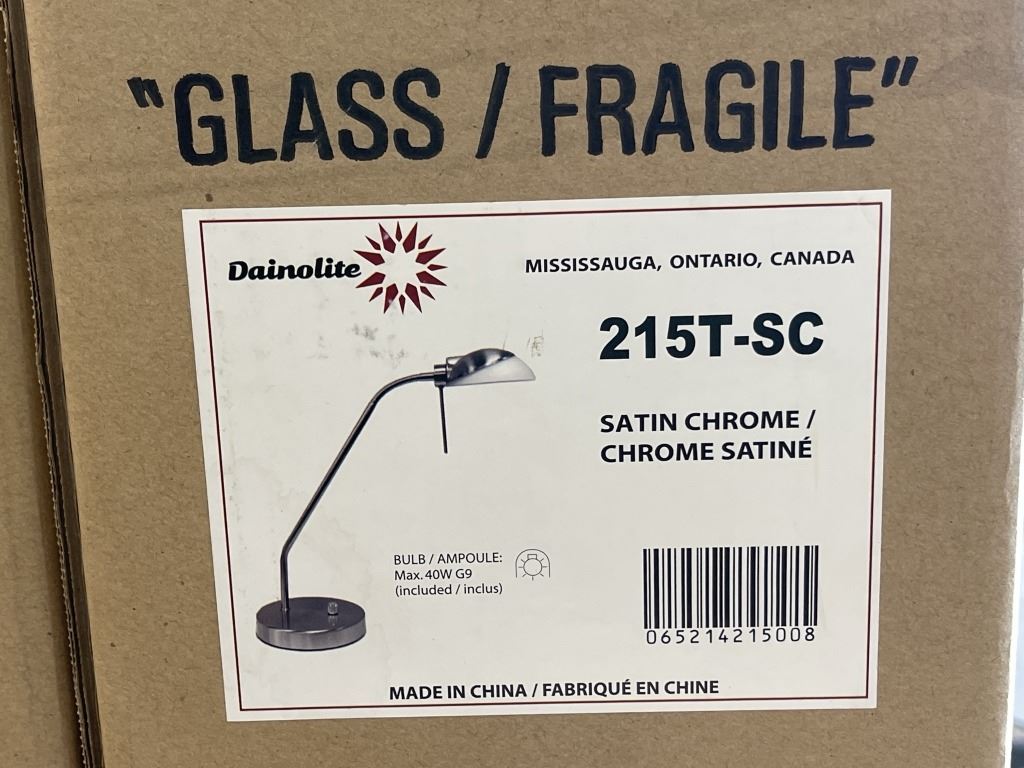 "GLASS / FRAGILE"
Dainolite
MISSISSAUGA, ONTARIO, CANADA
215T-SC
SATIN CHROME /
CHROME SATINÉ
BULB / AMPOULE:
Max. 40W G9
(included / inclus)
065214215008
MADE IN CHINA / FABRIQUÉ EN CHINE